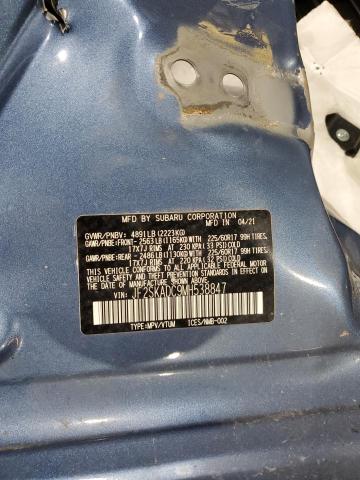 MFD BY SUBARU CORPORATION
MFD IN 04/21
GVWR/PNBV: 4891LB(2223KG)
GAWR/PNBE:FRONT- 2563LB(1165KG)WITH 225/60R17 99H TIRES,
17X7J RIMS AT 230 KPA(33 PSI)COLD
GAWR/PNBE:REAR- 2486LB(1130KG)WITH 225/60R17 99H TIRES,
17X7J RIMS AT 220 KPA(32 PSI)COLD
THIS VEHICLE CONFORMS TO ALL APPLICABLE
FEDERAL MOTOR VEHICLE SAFETY, BUMPER, AND
THEFT PREVENTION STANDARDS IN EFFECT ON THE
DATE OF MANUFACTURE SHOWN ABOVE.
VIN: JF2SKADC9MH538847
TYPE:MPV/VTUM ICES/NMB-002